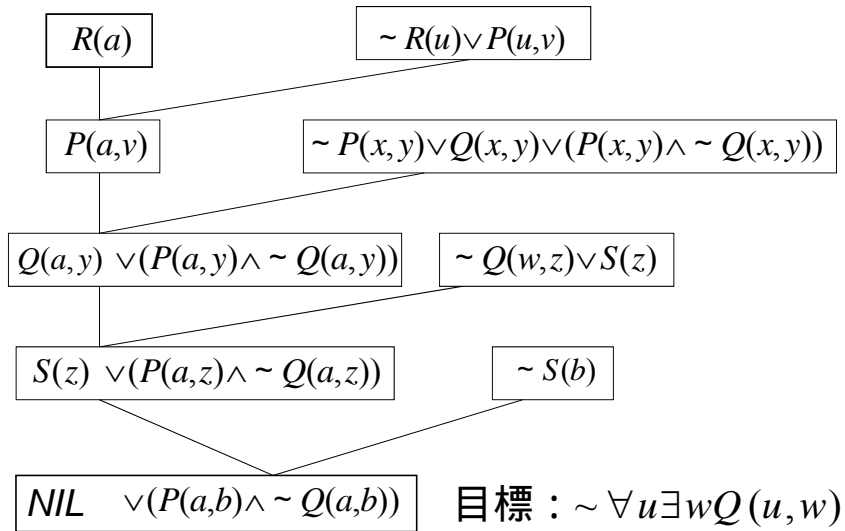 R(a) ~ R(u)∨P(u,v)
P(a,v) ~ P(x,y)∨Q(x,y)∨(P(x,y)∧ ~ Q(x,y))
Q(a,y) ∨(P(a,y)∧ ~ Q(a,y)) ~ Q(w,z)∨S(z)
S(z) ∨(P(a,z)∧ ~ Q(a,z)) ~ S(b)
NIL ∨(P(a,b)∧ ~ Q(a,b)) 目標：~ ∀u∃wQ(u,w)